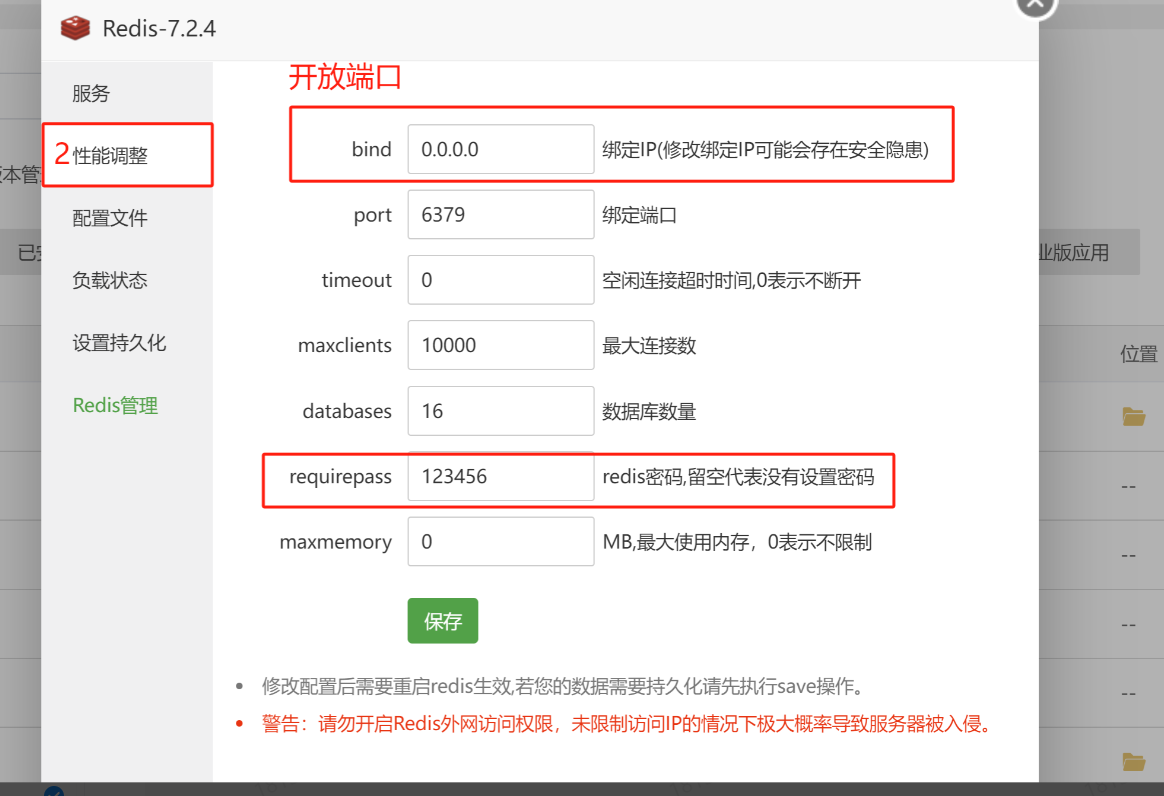 Redis-7.2.4
服务
2性能调整
配置文件
负载状态
设置持久化
Redis管理
开放端口
bind 0.0.0.0 绑定IP(修改绑定IP可能会存在安全隐患)
port 6379 绑定端口
timeout 0 空闲连接超时时间,0表示不断开
maxclients 10000 最大连接数
databases 16 数据库数量
requirepass 123456 redis密码,留空代表没有设置密码
maxmemory 0 MB,最大使用内存，0表示不限制
保存
修改配置后需要重启redis生效,若您的数据需要持久化请先执行save操作。
警告：请勿开启Redis外网访问权限，未限制访问IP的情况下极大概率导致服务器被入侵。
本管
已
业版应用
位置
--
--
--
--